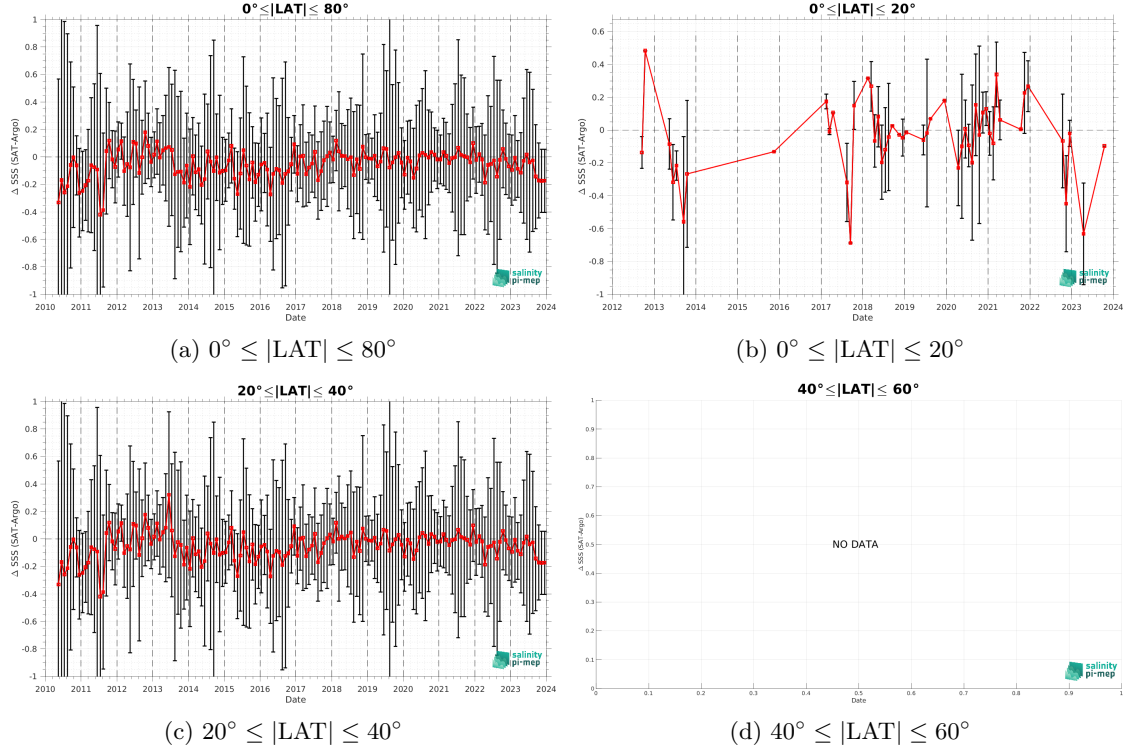 0°≤|LAT|≤ 80°
Δ SSS (SAT-Argo)
1
0.8
0.6
0.4
0.2
0
-0.2
-0.4
-0.6
-0.8
-1
2010 2011 2012 2013 2014 2015 2016 2017 2018 2019 2020 2021 2022 2023 2024
Date
salinity
pi-mep
(a) 0° ≤ |LAT| ≤ 80°
0°≤|LAT|≤ 20°
Δ SSS (SAT-Argo)
0.6
0.4
0.2
0
-0.2
-0.4
-0.6
-0.8
-1
2012 2013 2014 2015 2016 2017 2018 2019 2020 2021 2022 2023 2024
Date
salinity
pi-mep
(b) 0° ≤ |LAT| ≤ 20°
20°≤|LAT|≤ 40°
Δ SSS (SAT-Argo)
1
0.8
0.6
0.4
0.2
0
-0.2
-0.4
-0.6
-0.8
-1
2010 2011 2012 2013 2014 2015 2016 2017 2018 2019 2020 2021 2022 2023 2024
Date
salinity
pi-mep
(c) 20° ≤ |LAT| ≤ 40°
40°≤|LAT|≤ 60°
Δ SSS (SAT-Argo)
1
0.9
0.8
0.7
0.6
0.5
0.4
0.3
0.2
0.1
0
NO DATA
0 0.1 0.2 0.3 0.4 0.5 0.6 0.7 0.8 0.9 1
Date
salinity
pi-mep
(d) 40° ≤ |LAT| ≤ 60°